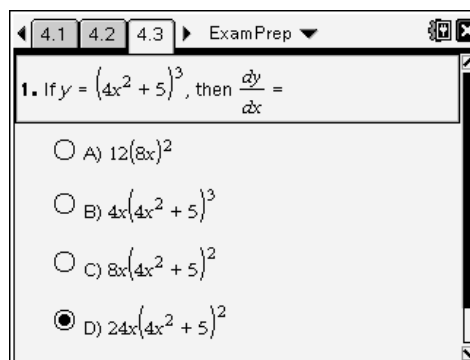 4.1 4.2 4.3 ExamPrep
1. If y = (4x² + 5)³, then dy/dx =
A) 12(8x)²
B) 4x(4x² + 5)³
C) 8x(4x² + 5)²
D) 24x(4x² + 5)²